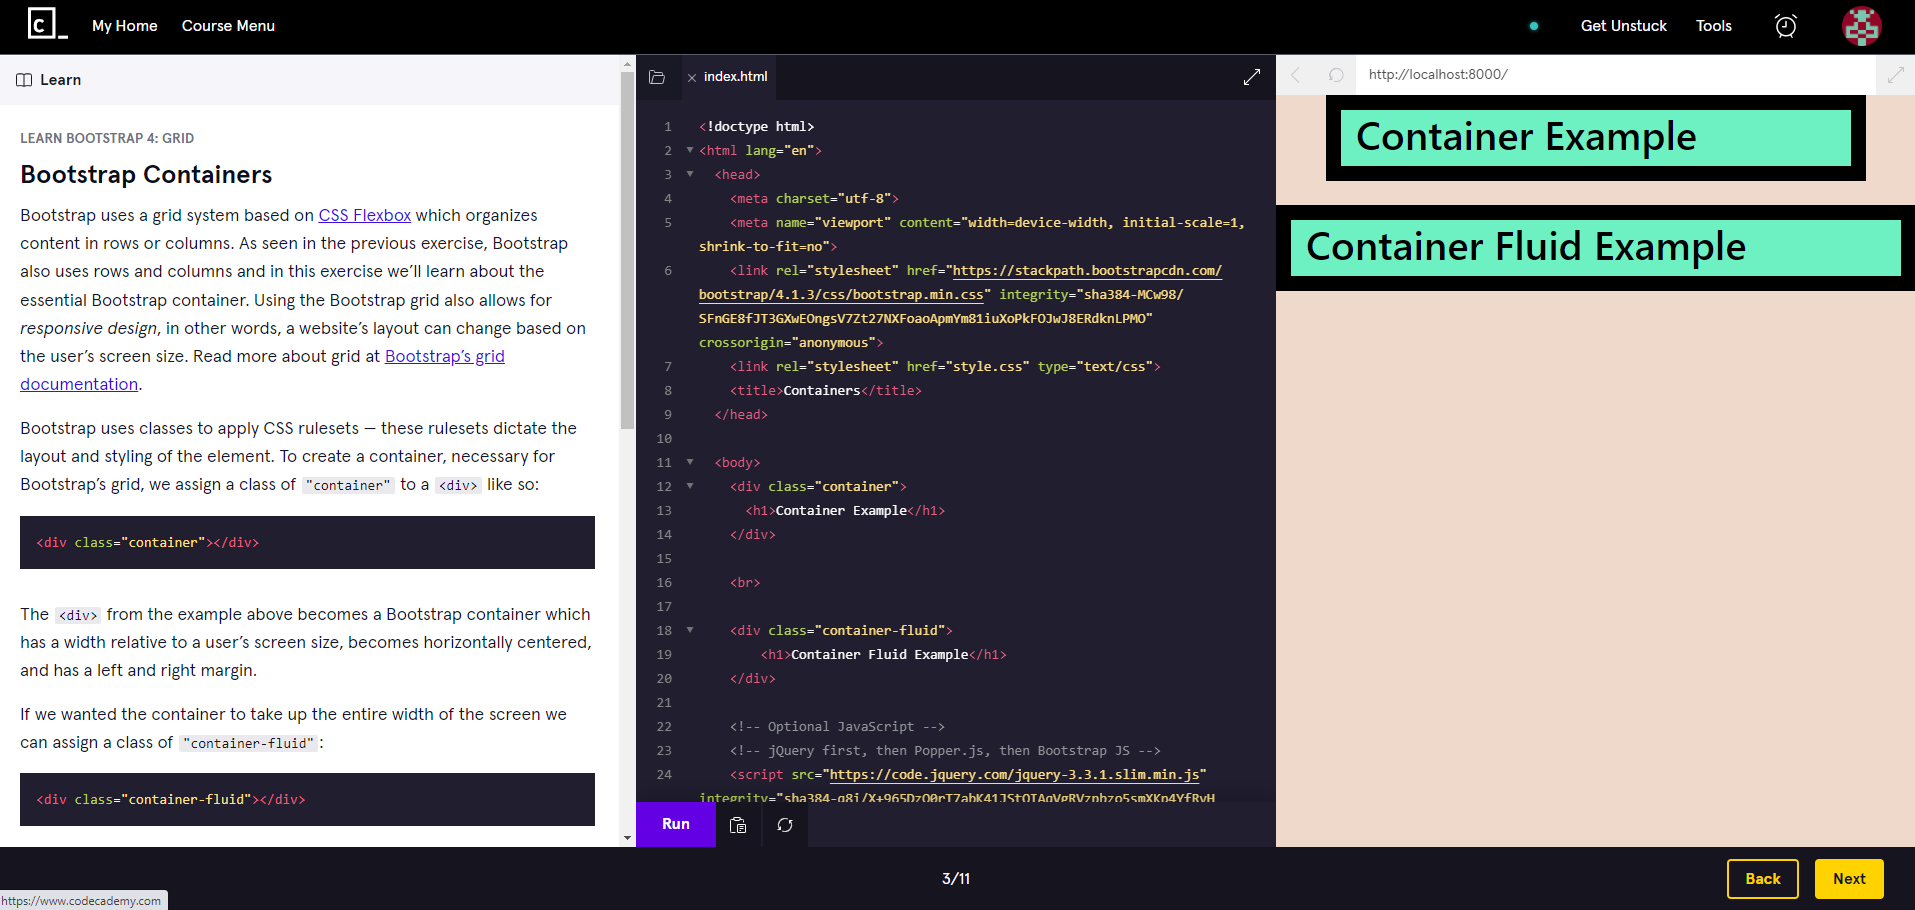 C_
My Home
Course Menu
Get Unstuck
Tools
Learn
LEARN BOOTSTRAP 4: GRID
Bootstrap Containers
Bootstrap uses a grid system based on CSS Flexbox which organizes
content in rows or columns. As seen in the previous exercise, Bootstrap
also uses rows and columns and in this exercise we’ll learn about the
essential Bootstrap container. Using the Bootstrap grid also allows for
responsive design, in other words, a website’s layout can change based on
the user’s screen size. Read more about grid at Bootstrap’s grid
documentation.
Bootstrap uses classes to apply CSS rulesets — these rulesets dictate the
layout and styling of the element. To create a container, necessary for
Bootstrap’s grid, we assign a class of "container" to a <div> like so:
<div class="container"></div>
The <div> from the example above becomes a Bootstrap container which
has a width relative to a user’s screen size, becomes horizontally centered,
and has a left and right margin.
If we wanted the container to take up the entire width of the screen we
can assign a class of "container-fluid":
<div class="container-fluid"></div>
index.html
1 <!doctype html>
2 <html lang="en">
3 <head>
4 <meta charset="utf-8">
5 <meta name="viewport" content="width=device-width, initial-scale=1,
shrink-to-fit=no">
6 <link rel="stylesheet" href="https://stackpath.bootstrapcdn.com/
bootstrap/4.1.3/css/bootstrap.min.css" integrity="sha384-MCw98/
SFnGE8fJT3GXwEOngsV7Zt27NXFoaoApmYm81iuXoPkFOJwJ8ERdknLPMO"
crossorigin="anonymous">
7 <link rel="stylesheet" href="style.css" type="text/css">
8 <title>Containers</title>
9 </head>
10
11 <body>
12 <div class="container">
13 <h1>Container Example</h1>
14 </div>
15
16 <br>
17
18 <div class="container-fluid">
19 <h1>Container Fluid Example</h1>
20 </div>
21
22 <!-- Optional JavaScript -->
23 <!-- jQuery first, then Popper.js, then Bootstrap JS -->
24 <script src="https://code.jquery.com/jquery-3.3.1.slim.min.js"
integrity="sha384-q8i/X+965DzO0rT7abK41JStQIAqVgRVzpbzo5smXKp4YfRvH
Run
http://localhost:8000/
Container Example
Container Fluid Example
3/11
Back
Next
https://www.codecademy.com